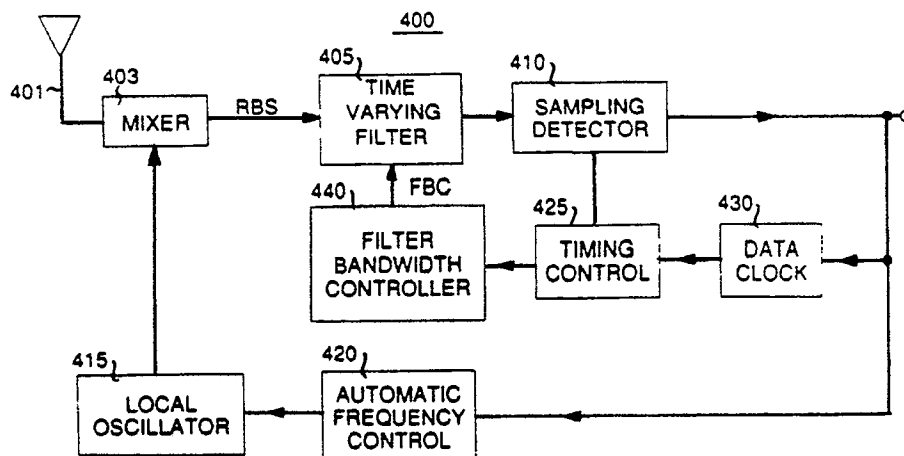 400
401
403
MIXER
RBS
405
TIME
VARYING
FILTER
410
SAMPLING
DETECTOR
FBC
440
FILTER
BANDWIDTH
CONTROLLER
425
TIMING
CONTROL
430
DATA
CLOCK
415
LOCAL
OSCILLATOR
420
AUTOMATIC
FREQUENCY
CONTROL